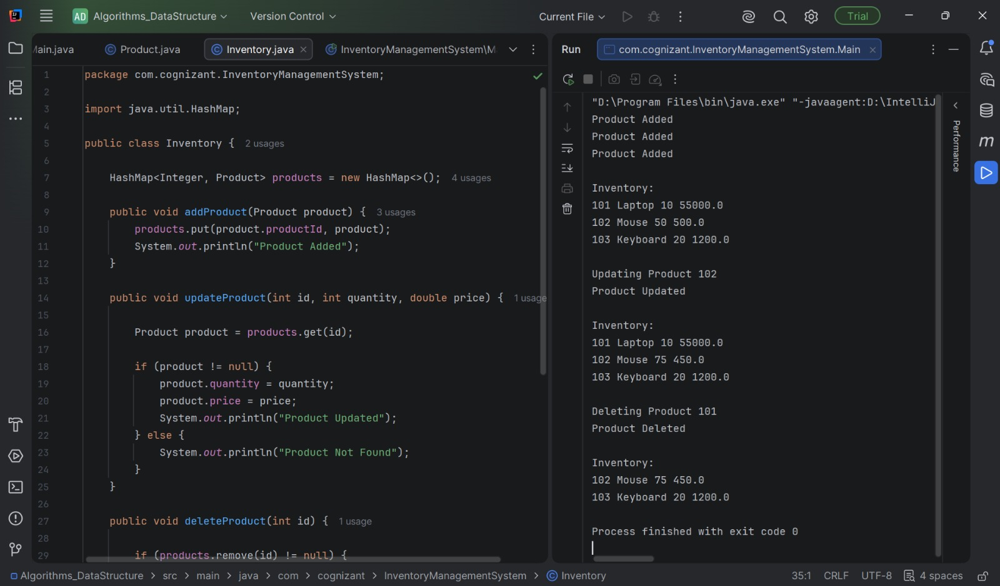 AD Algorithms_DataStructure Version Control Current File Trial
Main.java Product.java Inventory.java InventoryManagementSystem\M
Run com.cognizant.InventoryManagementSystem.Main
1 package com.cognizant.InventoryManagementSystem;
2
3 import java.util.HashMap;
4
5 public class Inventory { 2 usages
6
7 HashMap<Integer, Product> products = new HashMap<>(); 4 usages
8
9 public void addProduct(Product product) { 3 usages
10 products.put(product.productId, product);
11 System.out.println("Product Added");
12 }
13
14 public void updateProduct(int id, int quantity, double price) { 1 usage
15
16 Product product = products.get(id);
17
18 if (product != null) {
19 product.quantity = quantity;
20 product.price = price;
21 System.out.println("Product Updated");
22 } else {
23 System.out.println("Product Not Found");
24 }
25 }
26
27 public void deleteProduct(int id) { 1 usage
28
29 if (products.remove(id) != null) {
"D:\Program Files\bin\java.exe" "-javaagent:D:\IntelliJ
Product Added
Product Added
Product Added
Inventory:
101 Laptop 10 55000.0
102 Mouse 50 500.0
103 Keyboard 20 1200.0
Updating Product 102
Product Updated
Inventory:
101 Laptop 10 55000.0
102 Mouse 75 450.0
103 Keyboard 20 1200.0
Deleting Product 101
Product Deleted
Inventory:
102 Mouse 75 450.0
103 Keyboard 20 1200.0
Process finished with exit code 0
Performance
m
Algorithms_DataStructure > src > main > java > com > cognizant > InventoryManagementSystem > Inventory 35:1 CRLF UTF-8 4 spaces